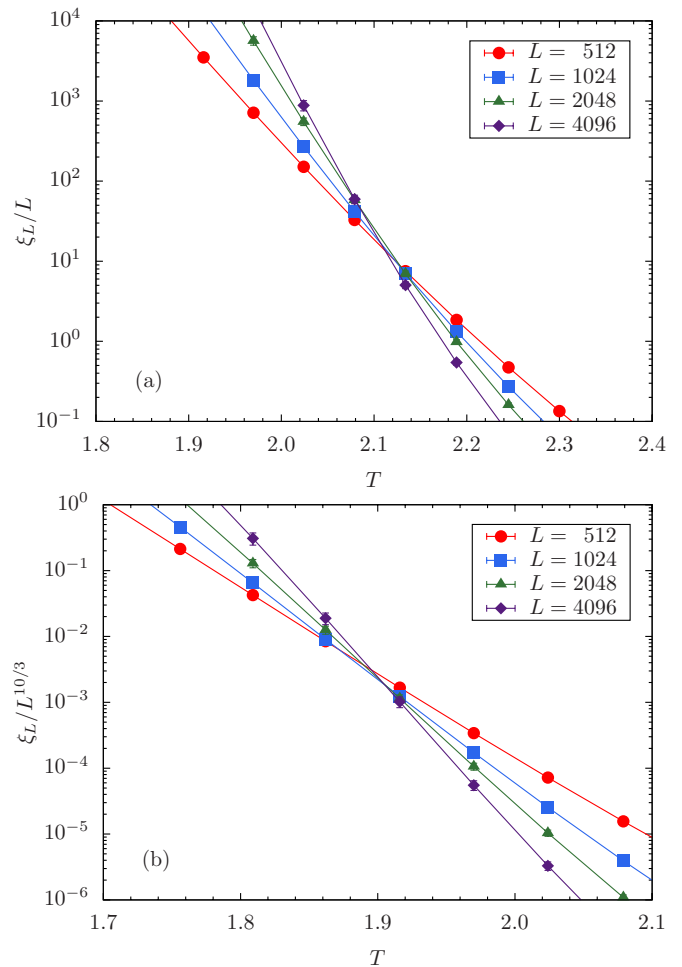 10^4
10^3
10^2
10^1
10^0
10^{-1}
ξ_L/L
L = 512
L = 1024
L = 2048
L = 4096
(a)
1.8 1.9 2.0 2.1 2.2 2.3 2.4
T
10^0
10^{-1}
10^{-2}
10^{-3}
10^{-4}
10^{-5}
10^{-6}
ξ_L/L^{10/3}
L = 512
L = 1024
L = 2048
L = 4096
(b)
1.7 1.8 1.9 2.0 2.1
T